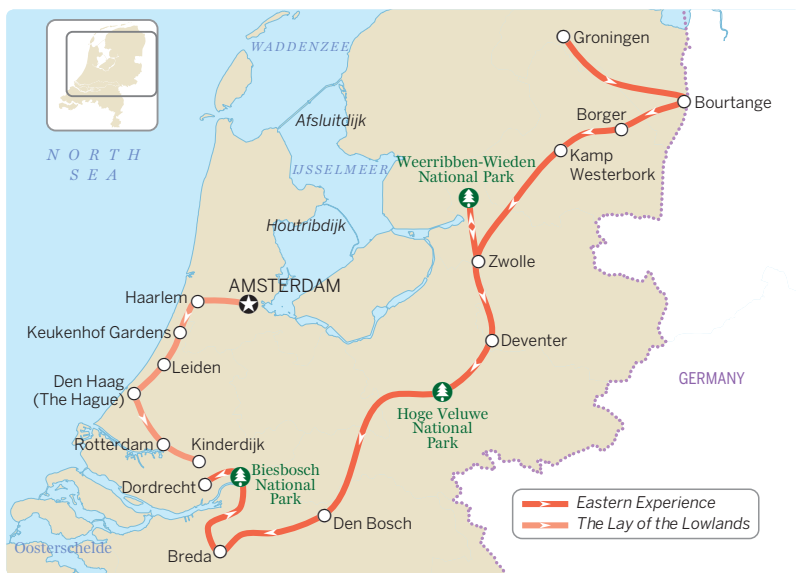 WADDENZEE
Groningen
Afsluitdijk
Bourtange
Borger
NORTH
SEA
IJSSELMEER
Weerribben-Wieden
National Park
Kamp
Westerbork
Houtribdijk
Zwolle
AMSTERDAM
Haarlem
Keukenhof Gardens
Deventer
Leiden
GERMANY
Den Haag
(The Hague)
Hoge Veluwe
National
Park
Rotterdam
Kinderdijk
Biesbosch
National
Park
Dordrecht
Eastern Experience
The Lay of the Lowlands
Den Bosch
Oosterschelde
Breda